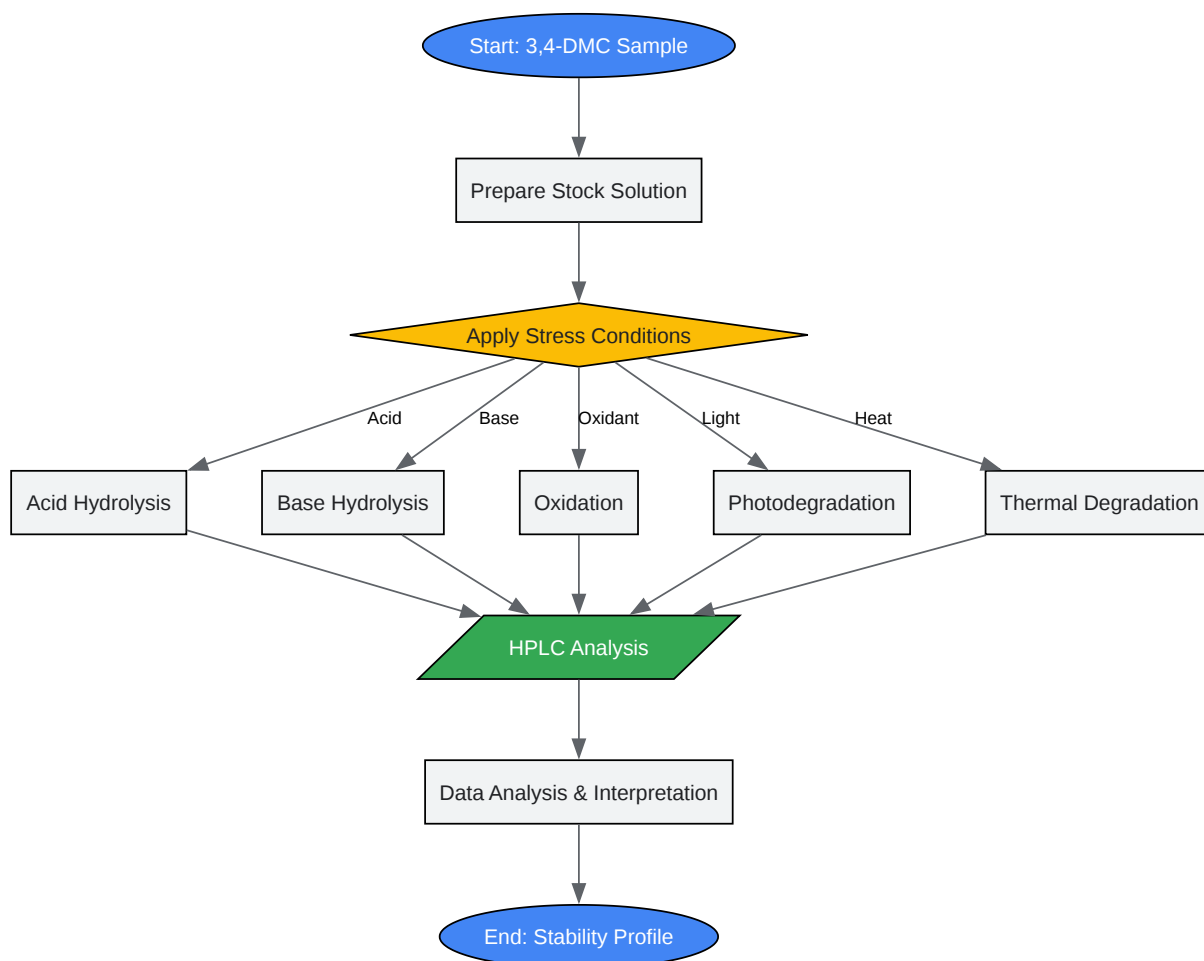 Start: 3,4-DMC Sample
Prepare Stock Solution
Apply Stress Conditions
Acid
Base
Oxidant
Light
Heat
Acid Hydrolysis
Base Hydrolysis
Oxidation
Photodegradation
Thermal Degradation
HPLC Analysis
Data Analysis & Interpretation
End: Stability Profile